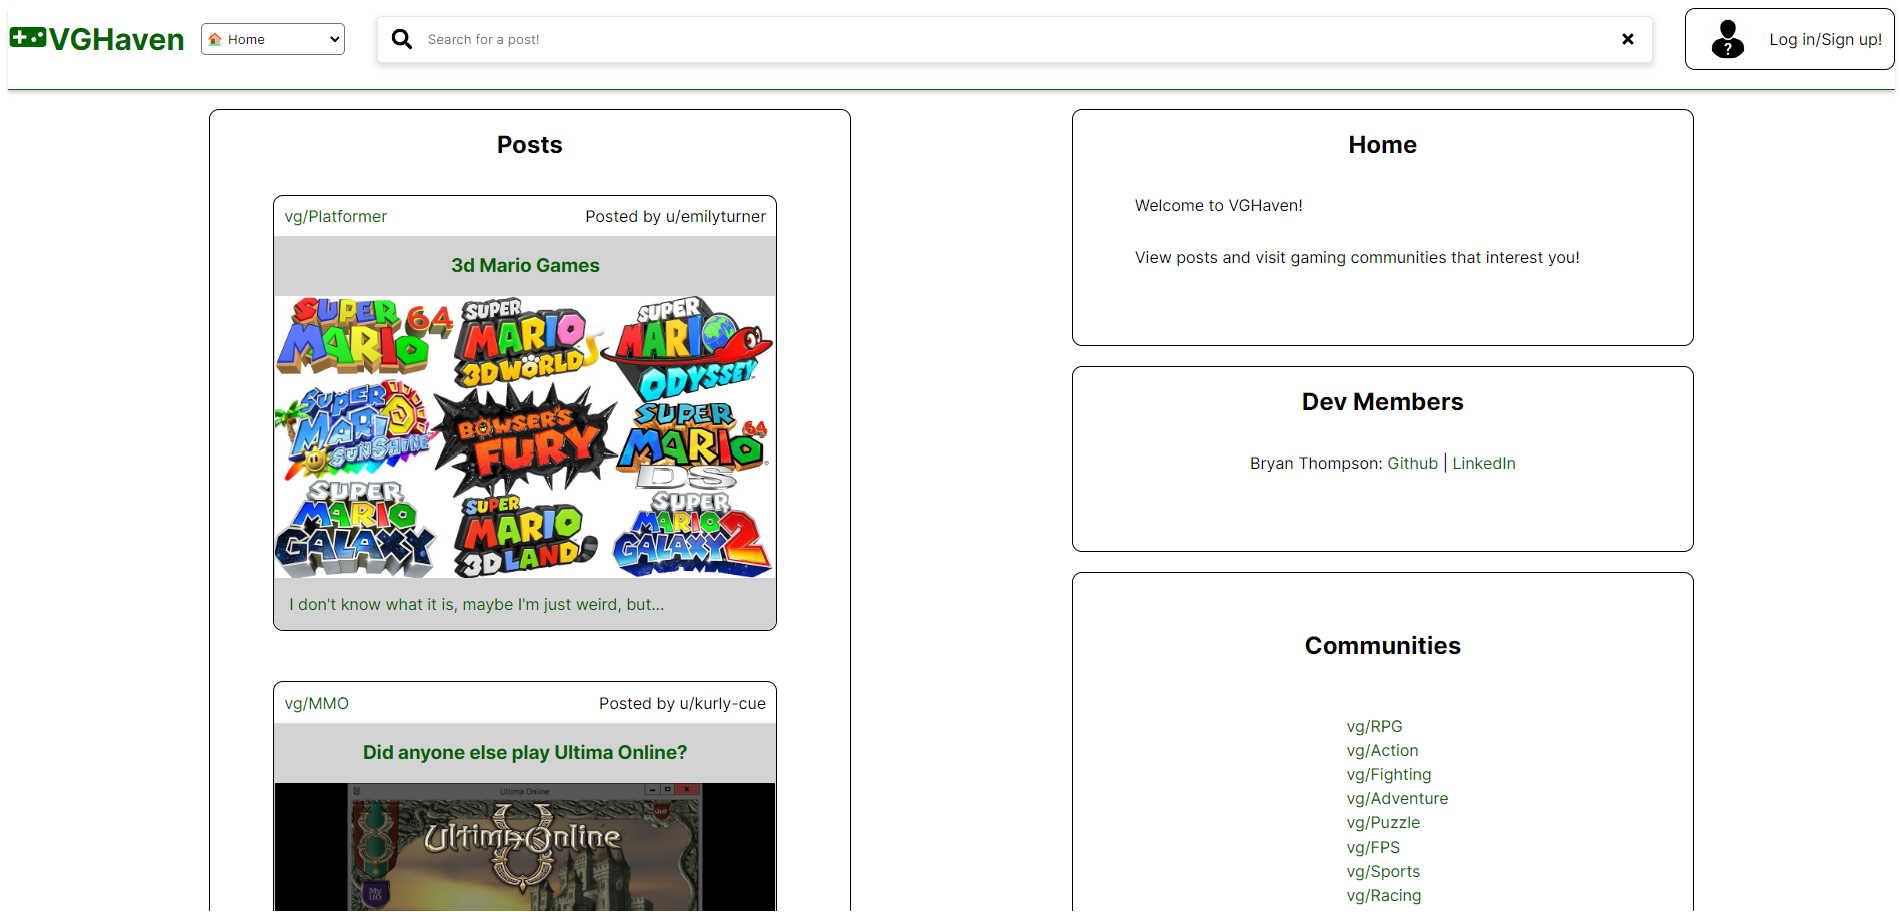 VGHaven
Home
Search for a post!
Log in/Sign up!
Posts
vg/Platformer
Posted by u/emilyturner
3d Mario Games
SUPER MARIO 64
SUPER MARIO 3D WORLD
SUPER MARIO ODYSSEY
SUPER MARIO SUNSHINE
BOWSER'S FURY
SUPER MARIO 64 DS
SUPER MARIO GALAXY
SUPER MARIO 3D LAND
SUPER MARIO GALAXY 2
I don't know what it is, maybe I'm just weird, but...
vg/MMO
Posted by u/kurly-cue
Did anyone else play Ultima Online?
Ultima Online
Ultima Online
My UO
Home
Welcome to VGHaven!
View posts and visit gaming communities that interest you!
Dev Members
Bryan Thompson: Github | LinkedIn
Communities
vg/RPG
vg/Action
vg/Fighting
vg/Adventure
vg/Puzzle
vg/FPS
vg/Sports
vg/Racing